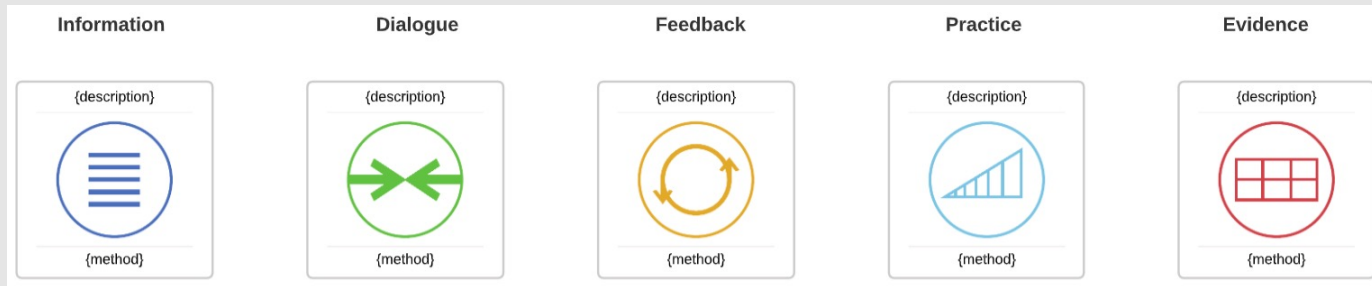 Information
Dialogue
Feedback
Practice
Evidence
{description}
{description}
{description}
{description}
{description}
{method}
{method}
{method}
{method}
{method}